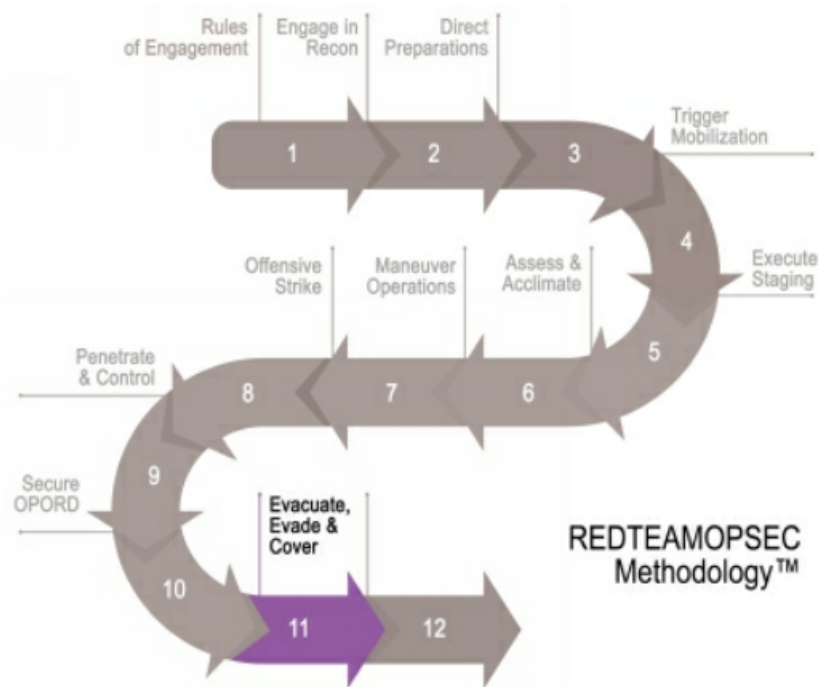 Rules
of Engagement
Engage in
Recon
Direct
Preparations
1
2
3
Trigger
Mobilization
4
Execute
Staging
5
Assess &
Acclimate
6
Maneuver
Operations
7
Offensive
Strike
8
Penetrate
& Control
9
Secure
OPORD
10
Evacuate,
Evade &
Cover
11
12
REDTEAMOPSEC
Methodology™